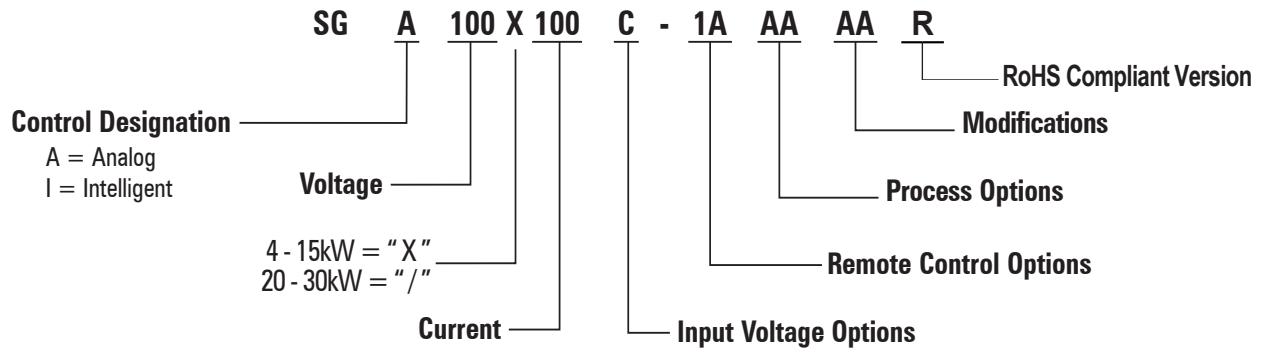 SG A 100 X 100 C - 1A AA AA R
RoHS Compliant Version
Control Designation
Modifications
A = Analog
I = Intelligent
Voltage
Process Options
4 - 15kW = “ X ”
20 - 30kW = “ / ”
Remote Control Options
Current
Input Voltage Options